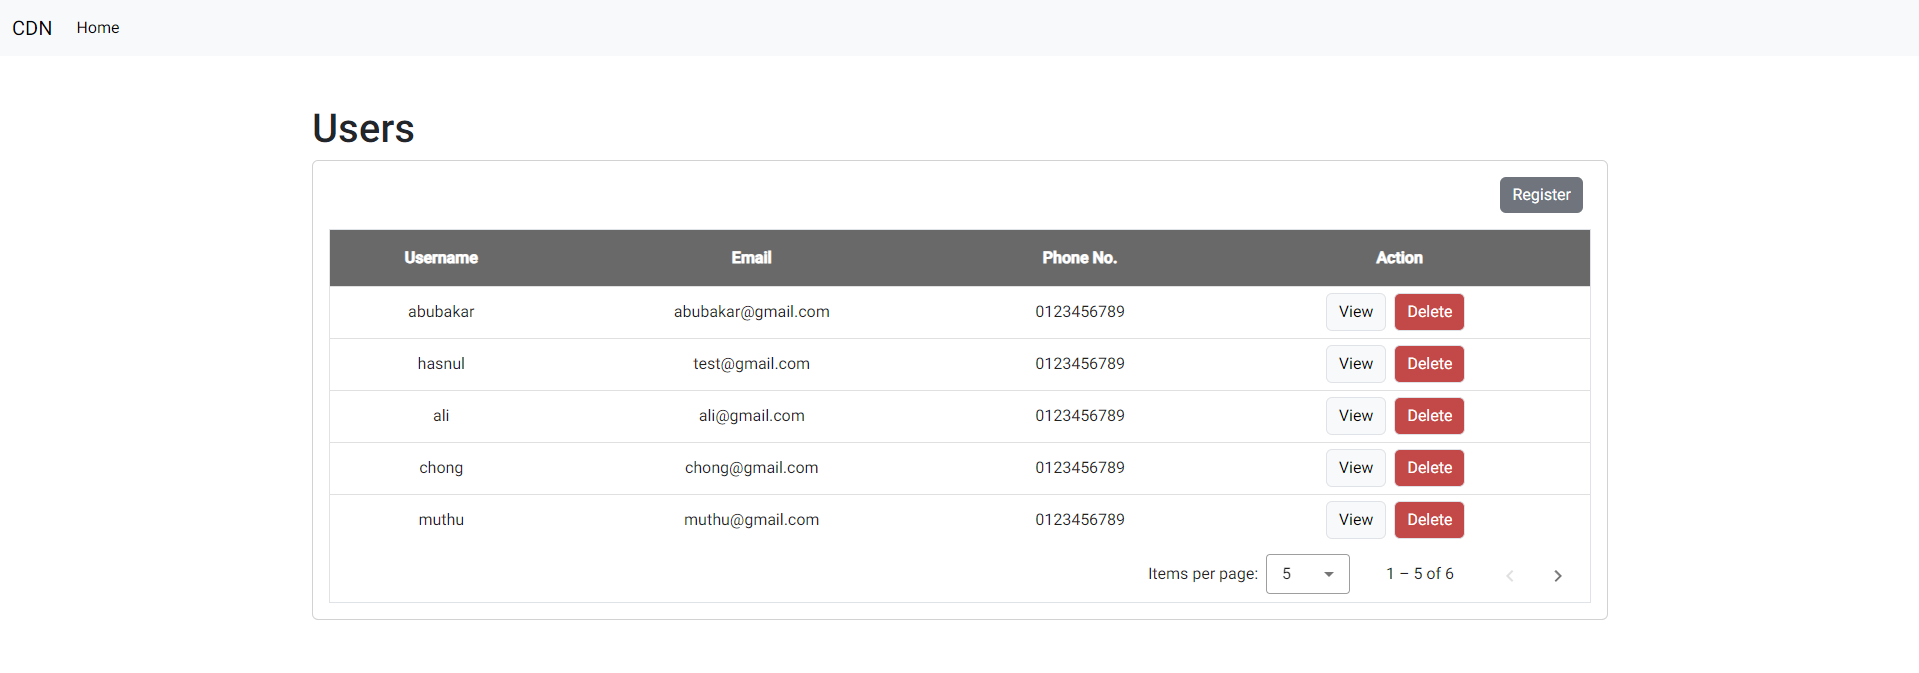 CDN Home
Users
Register
Username Email Phone No. Action
abubakar abubakar@gmail.com 0123456789 View Delete
hasnul test@gmail.com 0123456789 View Delete
ali ali@gmail.com 0123456789 View Delete
chong chong@gmail.com 0123456789 View Delete
muthu muthu@gmail.com 0123456789 View Delete
Items per page: 5 1 – 5 of 6